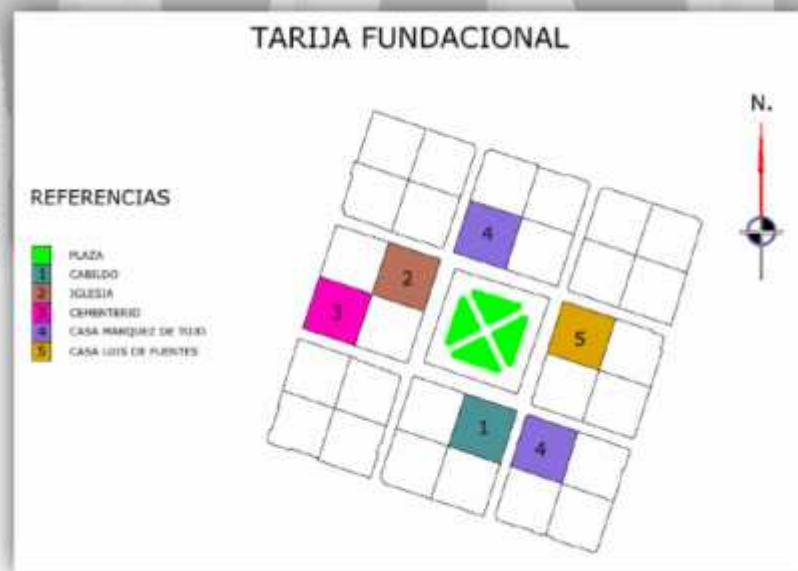 TARIJA FUNDACIONAL
N.
REFERENCIAS
PLAZA
1 CABILDO
2 IGLESIA
3 CEMENTERIO
4 CASA MARQUEZ DE TOJO
5 CASA LUIS DE FUENTES
4
2
3
5
1
4